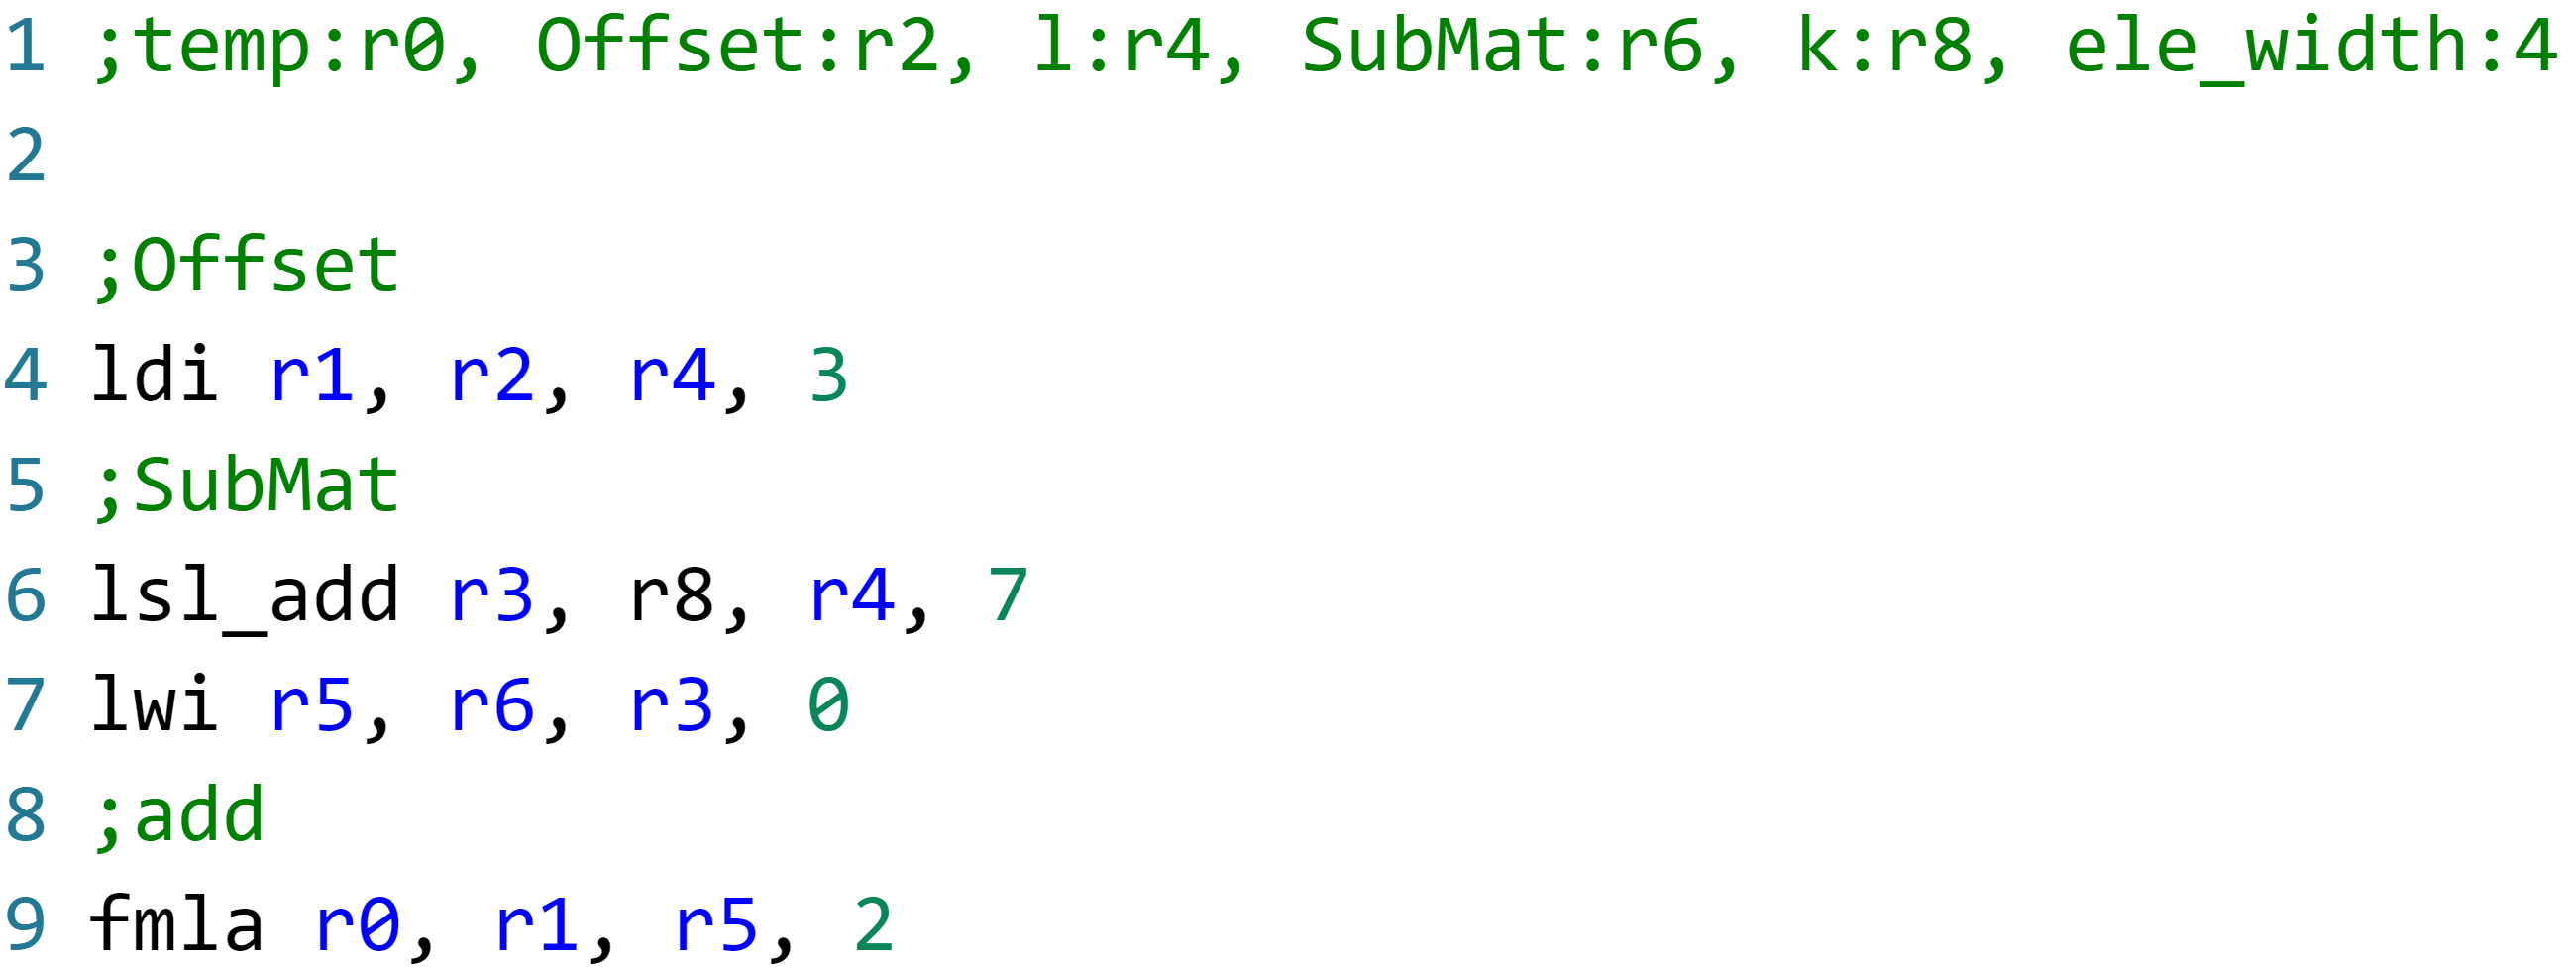 1 ;temp:r0, Offset:r2, l:r4, SubMat:r6, k:r8, ele_width:4
2
3 ;Offset
4 ldi r1, r2, r4, 3
5 ;SubMat
6 lsl_add r3, r8, r4, 7
7 lwi r5, r6, r3, 0
8 ;add
9 fmla r0, r1, r5, 2